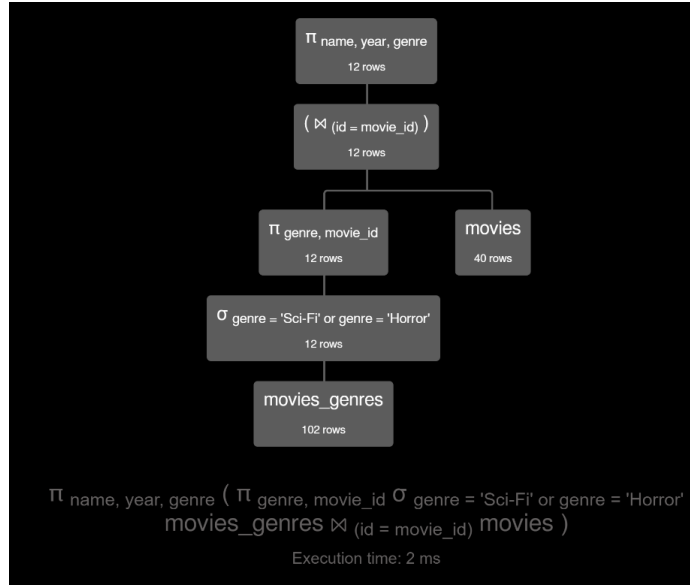 π name, year, genre
12 rows
( ⋈ (id = movie_id) )
12 rows
π genre, movie_id
12 rows
movies
40 rows
σ genre = 'Sci-Fi' or genre = 'Horror'
12 rows
movies_genres
102 rows
π name, year, genre ( π genre, movie_id σ genre = 'Sci-Fi' or genre = 'Horror'
movies_genres ⋈ (id = movie_id) movies )
Execution time: 2 ms